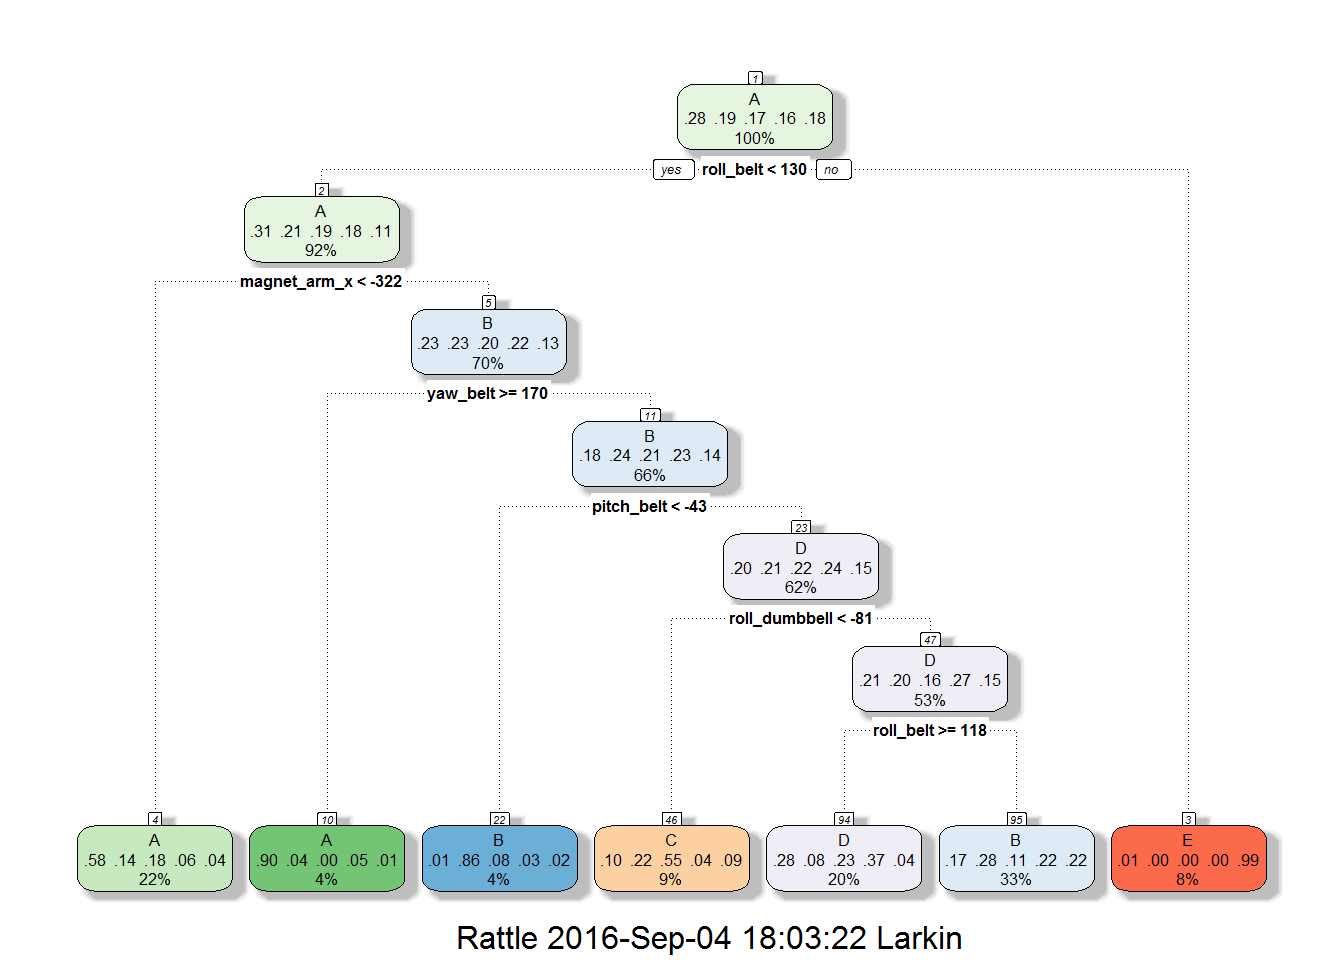 1
A
.28 .19 .17 .16 .18
100%
yes roll_belt < 130 no
2
A
.31 .21 .19 .18 .11
92%
magnet_arm_x < -322
5
B
.23 .23 .20 .22 .13
70%
yaw_belt >= 170
11
B
.18 .24 .21 .23 .14
66%
pitch_belt < -43
23
D
.20 .21 .22 .24 .15
62%
roll_dumbbell < -81
47
D
.21 .20 .16 .27 .15
53%
roll_belt >= 118
4
A
.58 .14 .18 .06 .04
22%
10
A
.90 .04 .00 .05 .01
4%
22
B
.01 .86 .08 .03 .02
4%
46
C
.10 .22 .55 .04 .09
9%
94
D
.28 .08 .23 .37 .04
20%
95
B
.17 .28 .11 .22 .22
33%
3
E
.01 .00 .00 .00 .99
8%
Rattle 2016-Sep-04 18:03:22 Larkin